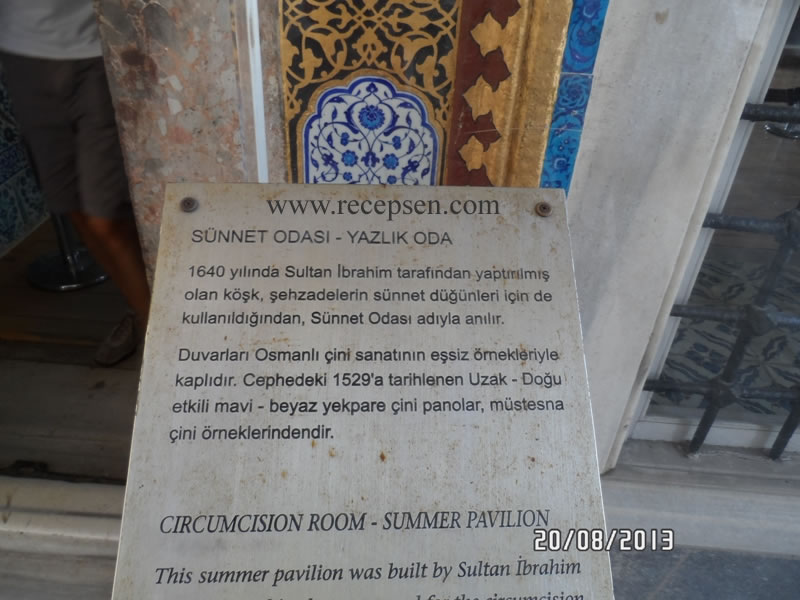 www.recepsen.com
SÜNNET ODASI - YAZLIK ODA
1640 yılında Sultan İbrahim tarafından yaptırılmış
olan köşk, şehzadelerin sünnet düğünleri için de
kullanıldığından, Sünnet Odası adıyla anılır.
Duvarları Osmanlı çini sanatının eşsiz örnekleriyle
kaplıdır. Cephedeki 1529'a tarihlenen Uzak - Doğu
etkili mavi - beyaz yekpare çini panolar, müstesna
çini örneklerindendir.
CIRCUMCISION ROOM - SUMMER PAVILION
20/08/2013
This summer pavilion was built by Sultan İbrahim
for the circumcision